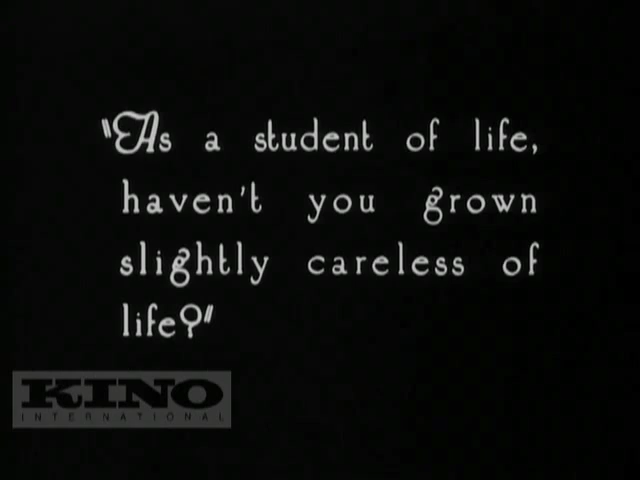 "As a student of life,
haven't you grown
slightly careless of
life?"
KINO
INTERNATIONAL